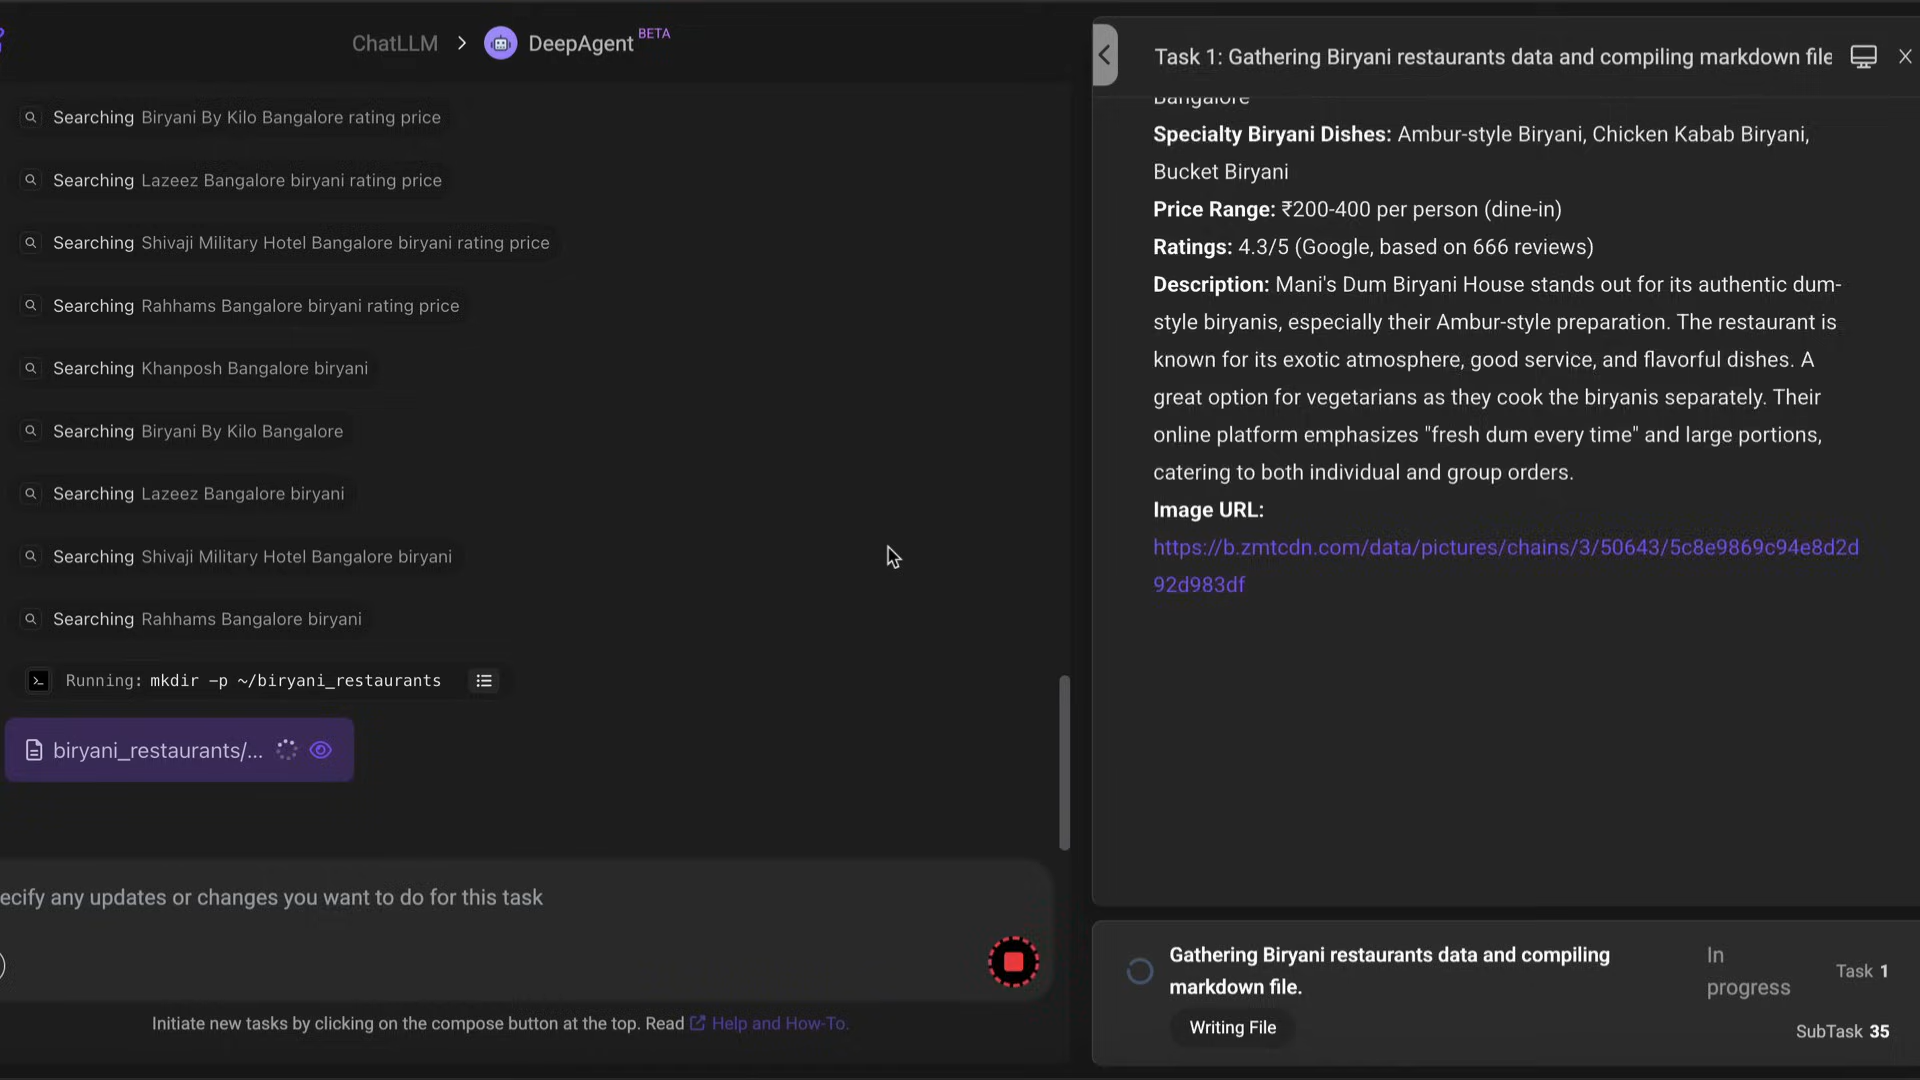 ChatLLM > DeepAgent BETA
Searching Biryani By Kilo Bangalore rating price
Searching Lazeez Bangalore biryani rating price
Searching Shivaji Military Hotel Bangalore biryani rating price
Searching Rahhams Bangalore biryani rating price
Searching Khanposh Bangalore biryani
Searching Biryani By Kilo Bangalore
Searching Lazeez Bangalore biryani
Searching Shivaji Military Hotel Bangalore biryani
Searching Rahhams Bangalore biryani
Running: mkdir -p ~/biryani_restaurants
biryani_restaurants/...
ecify any updates or changes you want to do for this task
Initiate new tasks by clicking on the compose button at the top. Read Help and How-To.
Task 1: Gathering Biryani restaurants data and compiling markdown file
Bangalore
Specialty Biryani Dishes: Ambur-style Biryani, Chicken Kabab Biryani,
Bucket Biryani
Price Range: ₹200-400 per person (dine-in)
Ratings: 4.3/5 (Google, based on 666 reviews)
Description: Mani's Dum Biryani House stands out for its authentic dum-
style biryanis, especially their Ambur-style preparation. The restaurant is
known for its exotic atmosphere, good service, and flavorful dishes. A
great option for vegetarians as they cook the biryanis separately. Their
online platform emphasizes "fresh dum every time" and large portions,
catering to both individual and group orders.
Image URL:
https://b.zmtcdn.com/data/pictures/chains/3/50643/5c8e9869c94e8d2d
92d983df
Gathering Biryani restaurants data and compiling
markdown file.
In
progress
Task 1
Writing File
SubTask 35